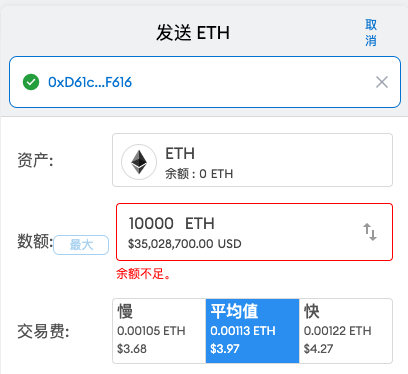 发送 ETH
取
消
0xD61c...F616
资产:
ETH
余额 : 0 ETH
数额:
最大
10000 ETH
$35,028,700.00 USD
余额不足。
交易费:
慢
0.00105 ETH
$3.68
平均值
0.00113 ETH
$3.97
快
0.00122 ETH
$4.27